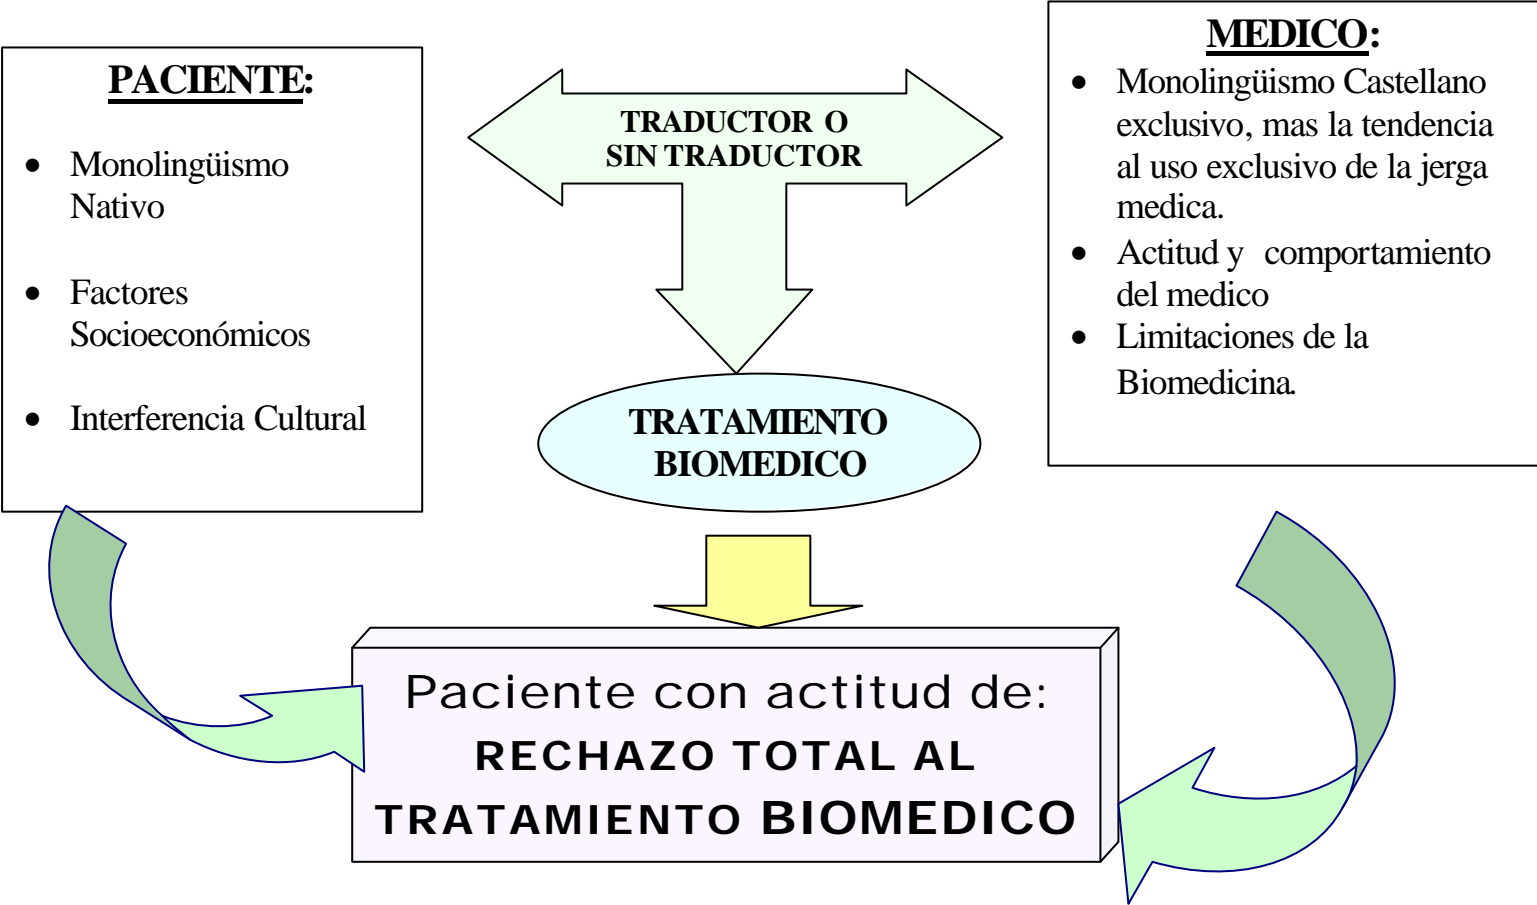 PACIENTE:
• Monolingüismo
Nativo
• Factores
Socioeconómicos
• Interferencia Cultural
TRADUCTOR O
SIN TRADUCTOR
MEDICO:
• Monolingüismo Castellano
exclusivo, mas la tendencia
al uso exclusivo de la jerga
medica.
• Actitud y comportamiento
del medico
• Limitaciones de la
Biomedicina.
TRATAMIENTO
BIOMEDICO
Paciente con actitud de:
RECHAZO TOTAL AL
TRATAMIENTO BIOMEDICO